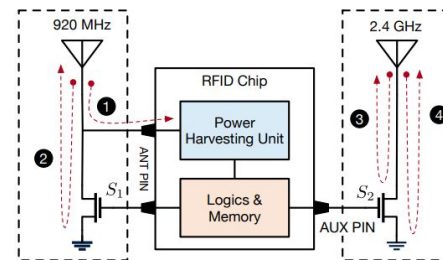 920 MHz
2.4 GHz
RFID Chip
1
2
3
4
Power
Harvesting Unit
ANT PIN
S1
Logics &
Memory
S2
AUX PIN